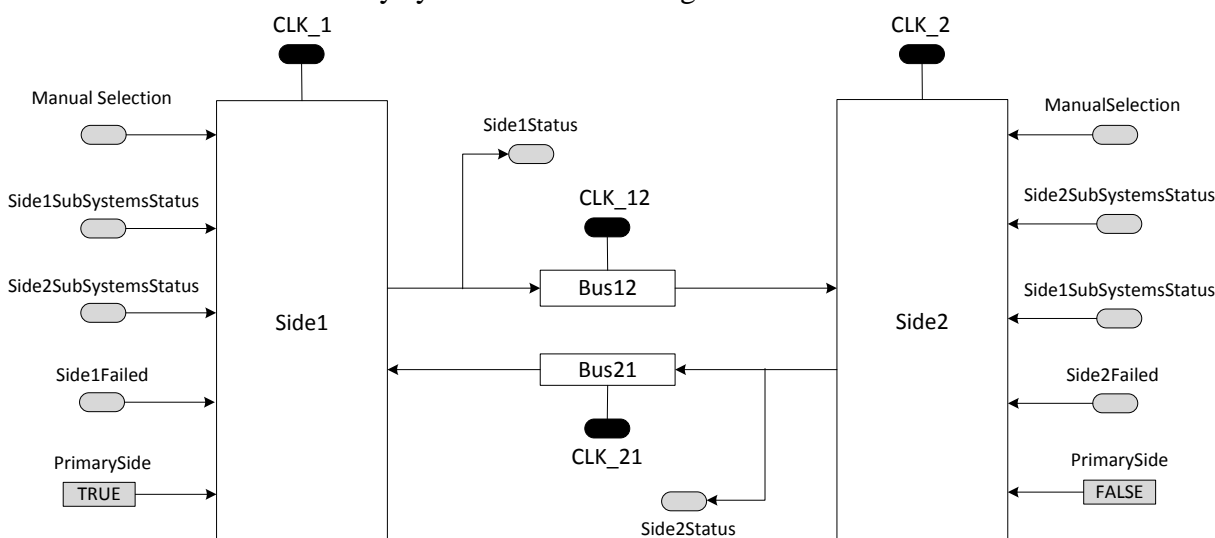 CLK_1
CLK_2
Manual Selection
Side1Status
ManualSelection
Side1SubSystemsStatus
CLK_12
Side2SubSystemsStatus
Side2SubSystemsStatus
Bus12
Side1SubSystemsStatus
Side1
Side2
Side1Failed
Bus21
Side2Failed
CLK_21
PrimarySide
TRUE
PrimarySide
FALSE
Side2Status